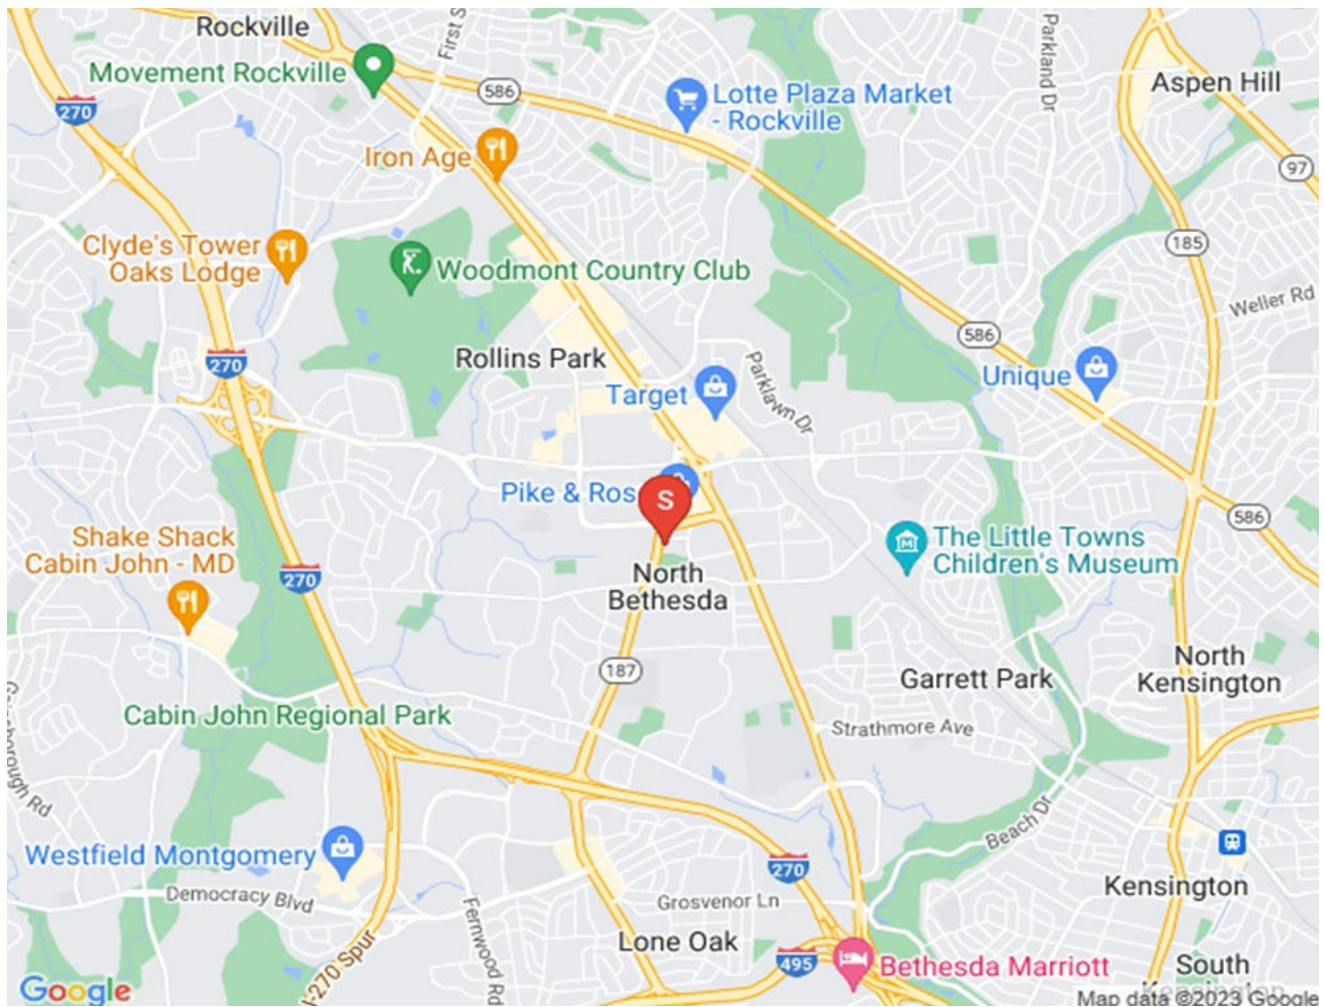 Rockville
First S
Parkland Dr
Movement Rockville
586
Lotte Plaza Market
- Rockville
Aspen Hill
270
Iron Age
97
Clyde's Tower
Oaks Lodge
Woodmont Country Club
185
Weller Rd
586
Rollins Park
270
Target
Parklawn Dr
Unique
Pike & Ros
S
586
Shake Shack
Cabin John - MD
270
The Little Towns
Children's Museum
North
Bethesda
187
Garrett Park
North
Kensington
Cabin John Regional Park
Strathmore Ave
Gainsborough Rd
Beach Dr
Westfield Montgomery
270
Democracy Blvd
Fernwood Rd
Grosvenor Ln
Kensington
I-270 Spur
Lone Oak
495
Bethesda Marriott
South
Kensington
Google
Map data ©2023 Google